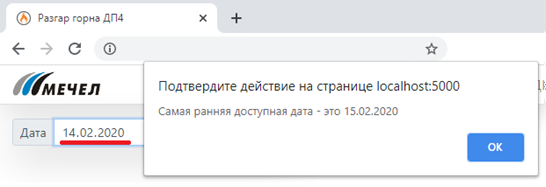 Разгар горна ДП4
Подтвердите действие на странице localhost:5000
МЕЧЕЛ
Самая ранняя доступная дата - это 15.02.2020
Дата 14.02.2020
ОК